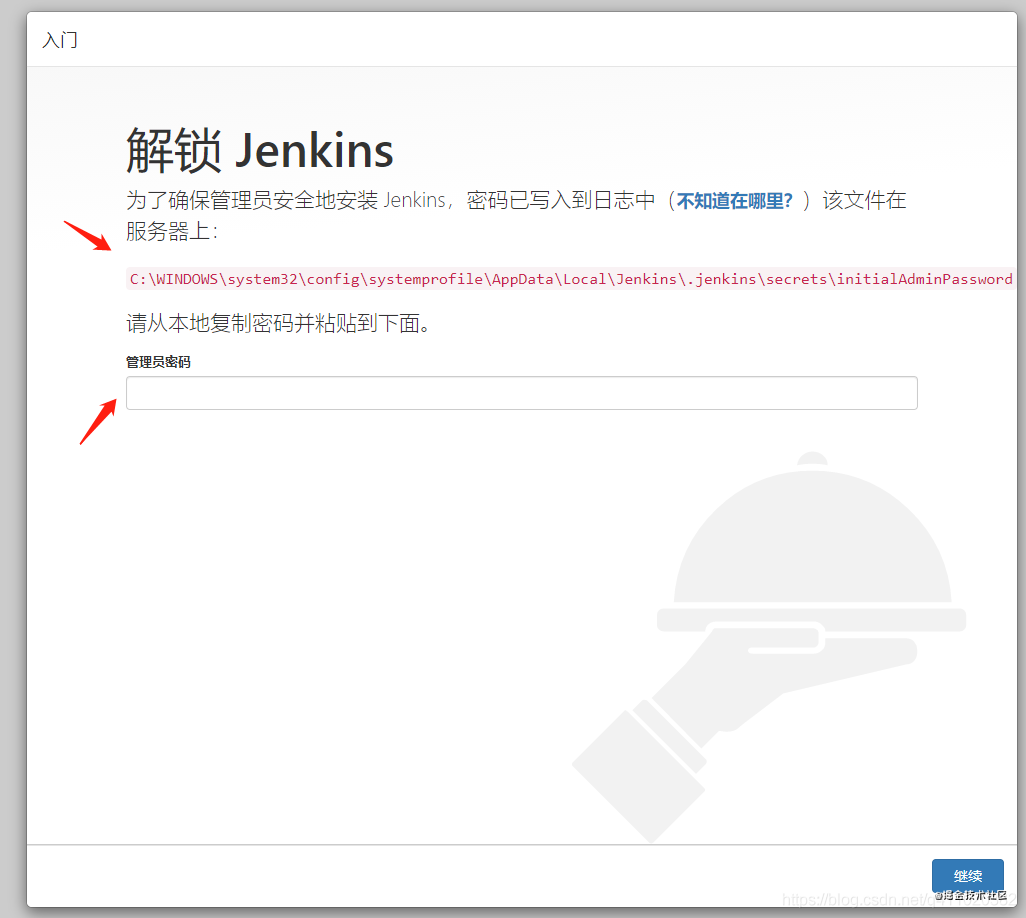 入门
解锁 Jenkins
为了确保管理员安全地安装 Jenkins，密码已写入到日志中（不知道在哪里？）该文件在
服务器上：
C:\WINDOWS\system32\config\systemprofile\AppData\Local\Jenkins\.jenkins\secrets\initialAdminPassword
请从本地复制密码并粘贴到下面。
管理员密码
继续
@掘金技术社区
https://blog.csdn.net/